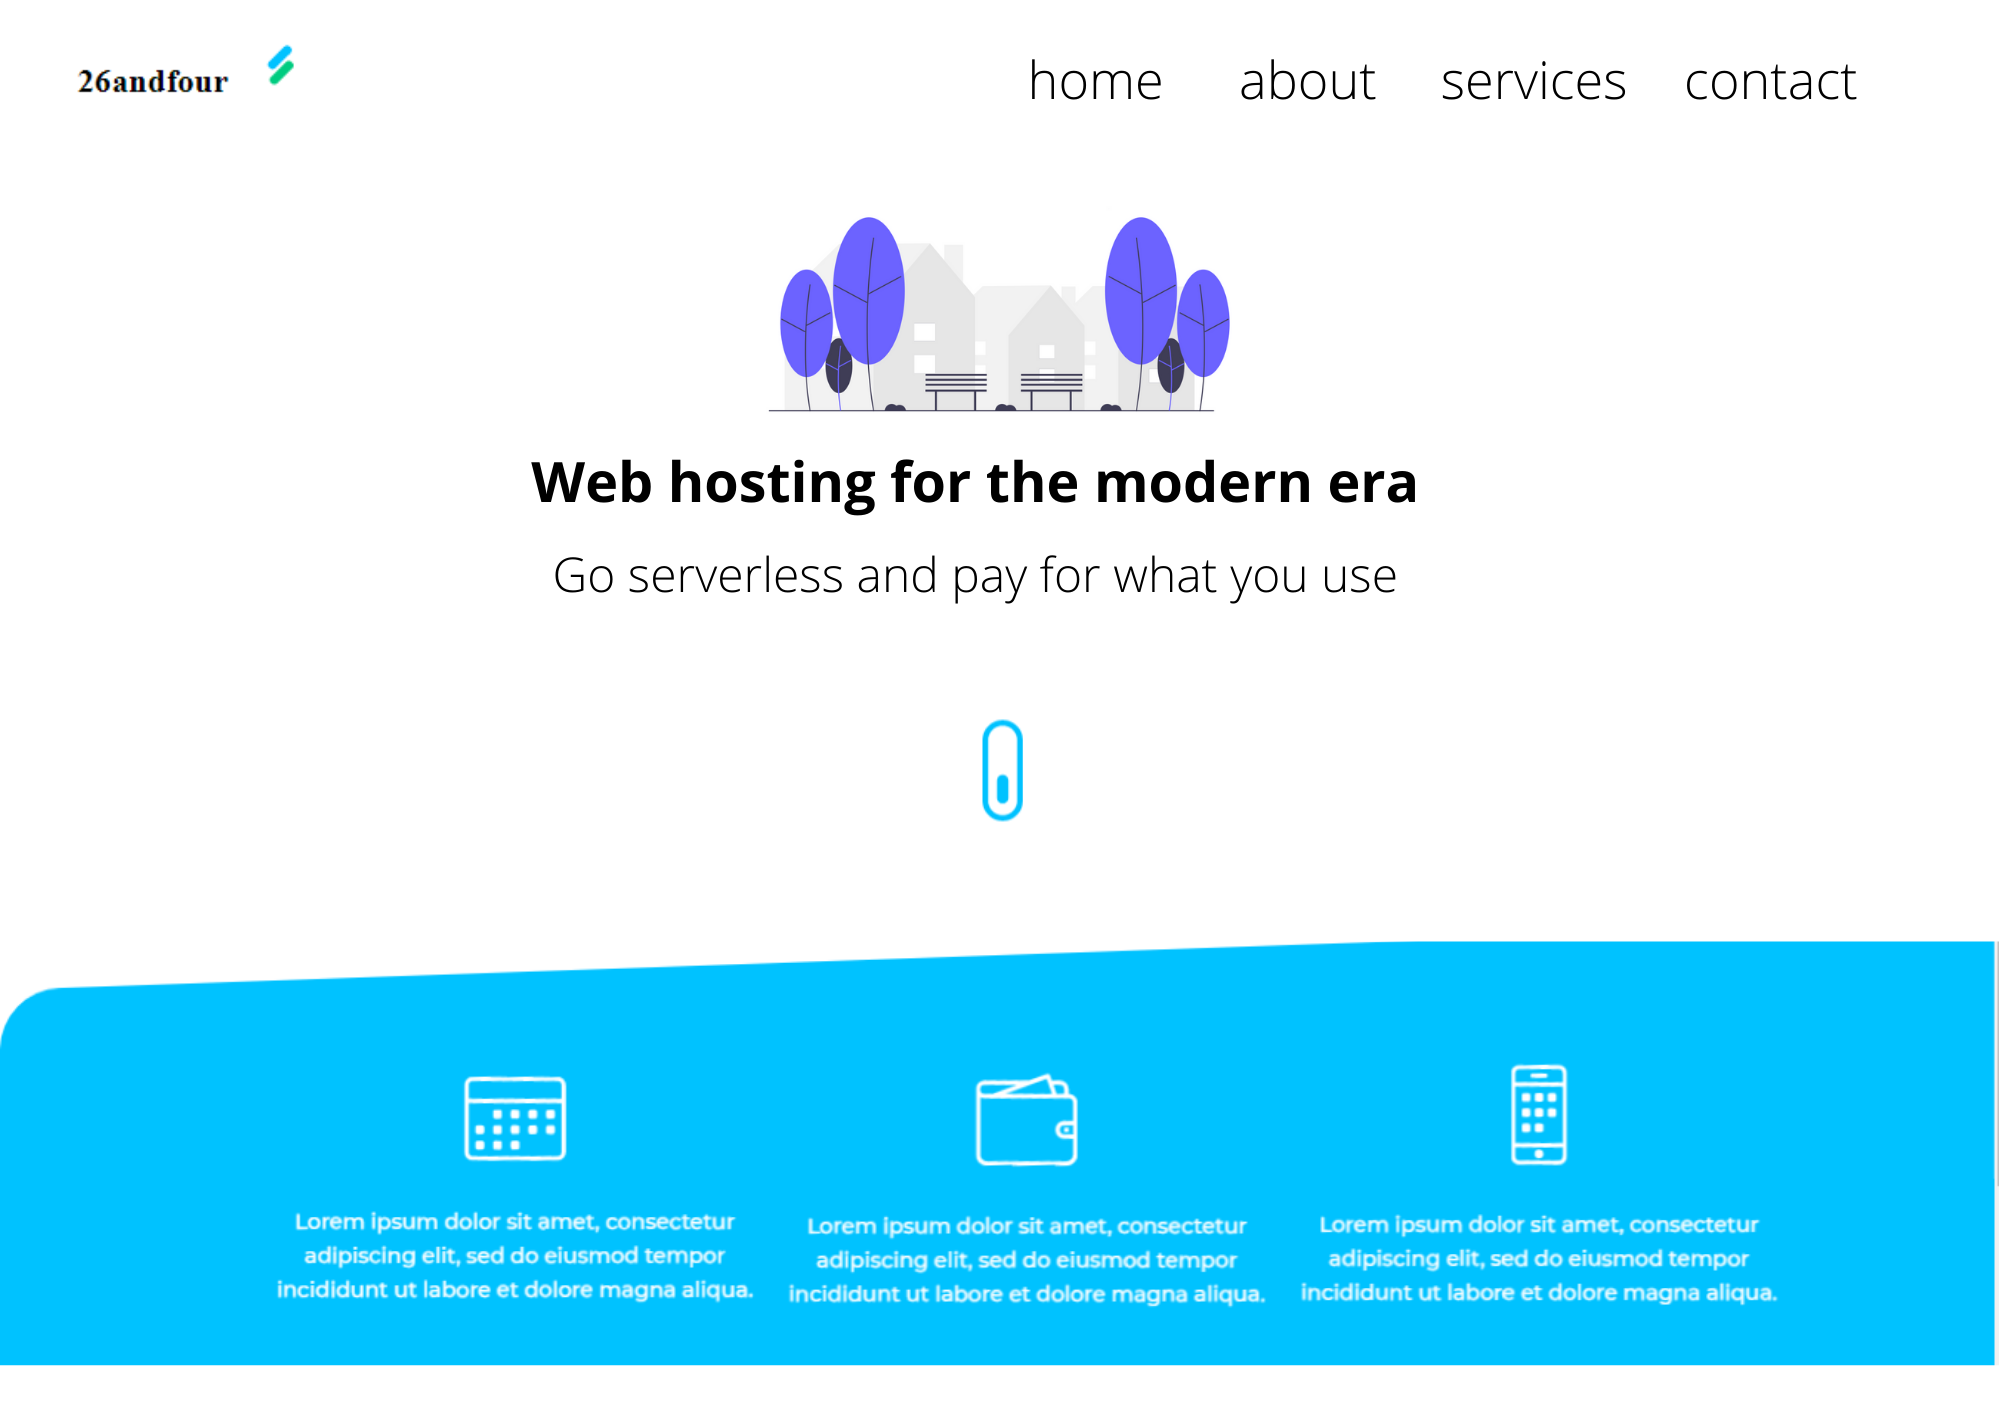 26andfour
home about services contact
Web hosting for the modern era
Go serverless and pay for what you use
Lorem ipsum dolor sit amet, consectetur
adipiscing elit, sed do eiusmod tempor
incididunt ut labore et dolore magna aliqua.
Lorem ipsum dolor sit amet, consectetur
adipiscing elit, sed do eiusmod tempor
incididunt ut labore et dolore magna aliqua.
Lorem ipsum dolor sit amet, consectetur
adipiscing elit, sed do eiusmod tempor
incididunt ut labore et dolore magna aliqua.